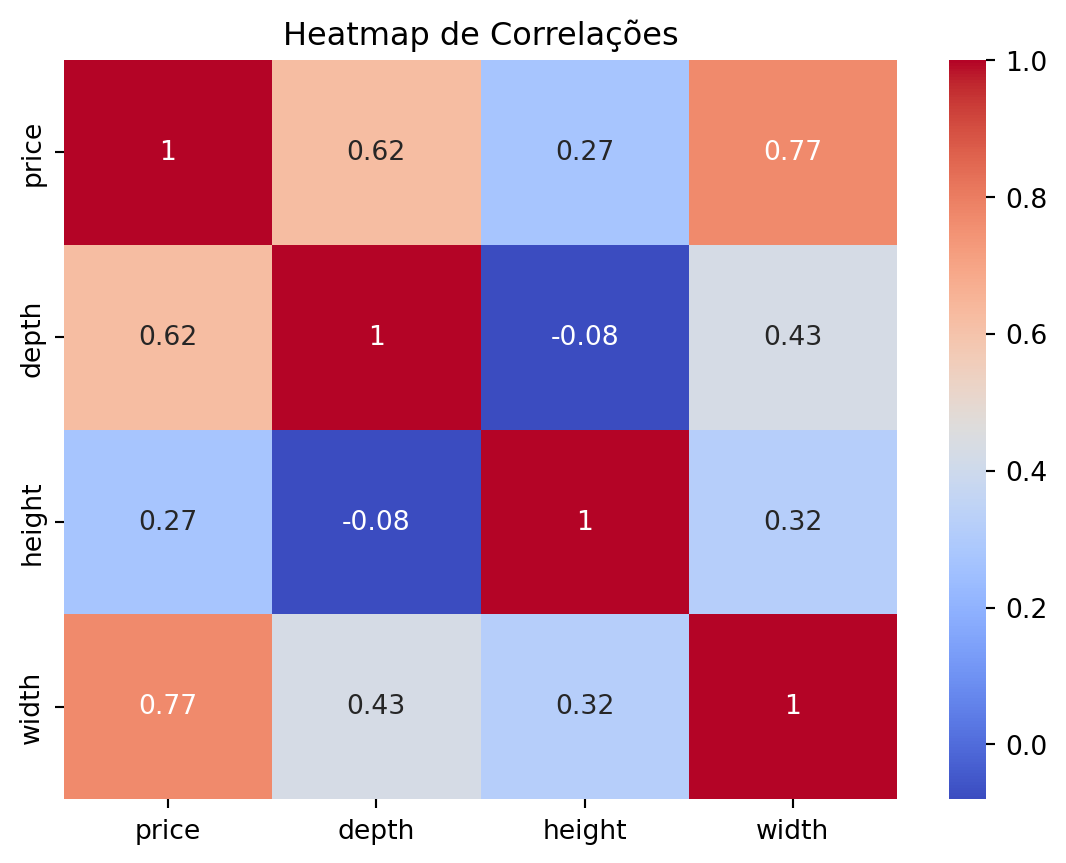 Heatmap de Correlações
price 1 0.62 0.27 0.77
depth 0.62 1 -0.08 0.43
height 0.27 -0.08 1 0.32
width 0.77 0.43 0.32 1
price depth height width
1.0
0.8
0.6
0.4
0.2
0.0